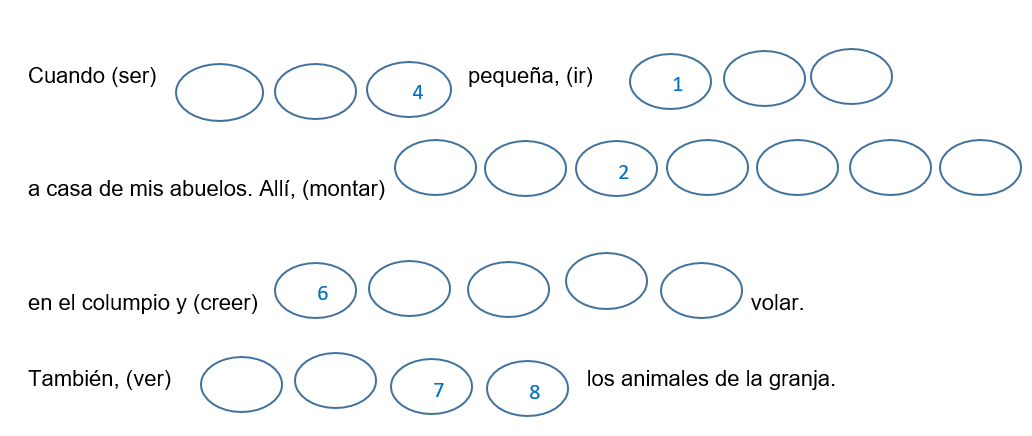 Cuando (ser) 4 pequeña, (ir) 1
a casa de mis abuelos. Allí, (montar) 2
en el columpio y (creer) 6 volar.
También, (ver) 7 8 los animales de la granja.